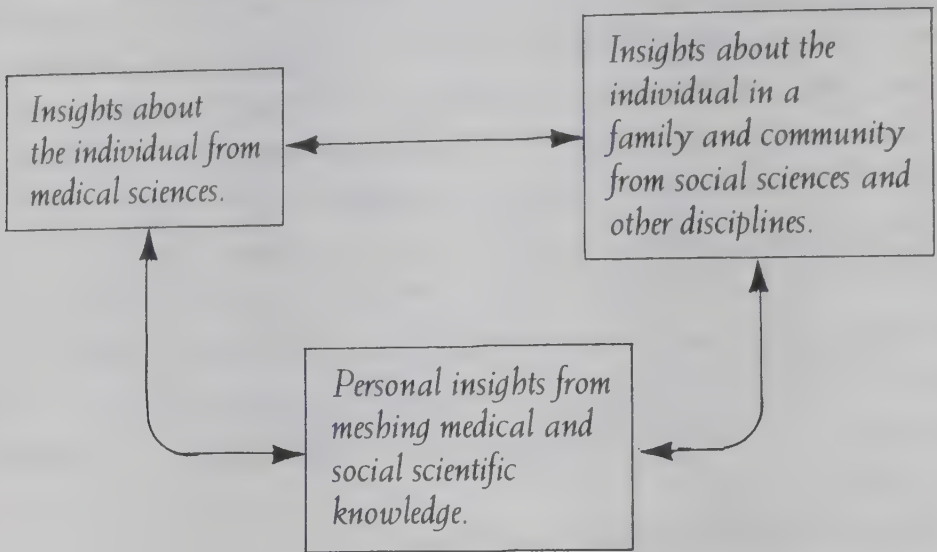 Insights about
the individual from
medical sciences.
Insights about the
individual in a
family and community
from social sciences and
other disciplines.
Personal insights from
meshing medical and
social scientific
knowledge.